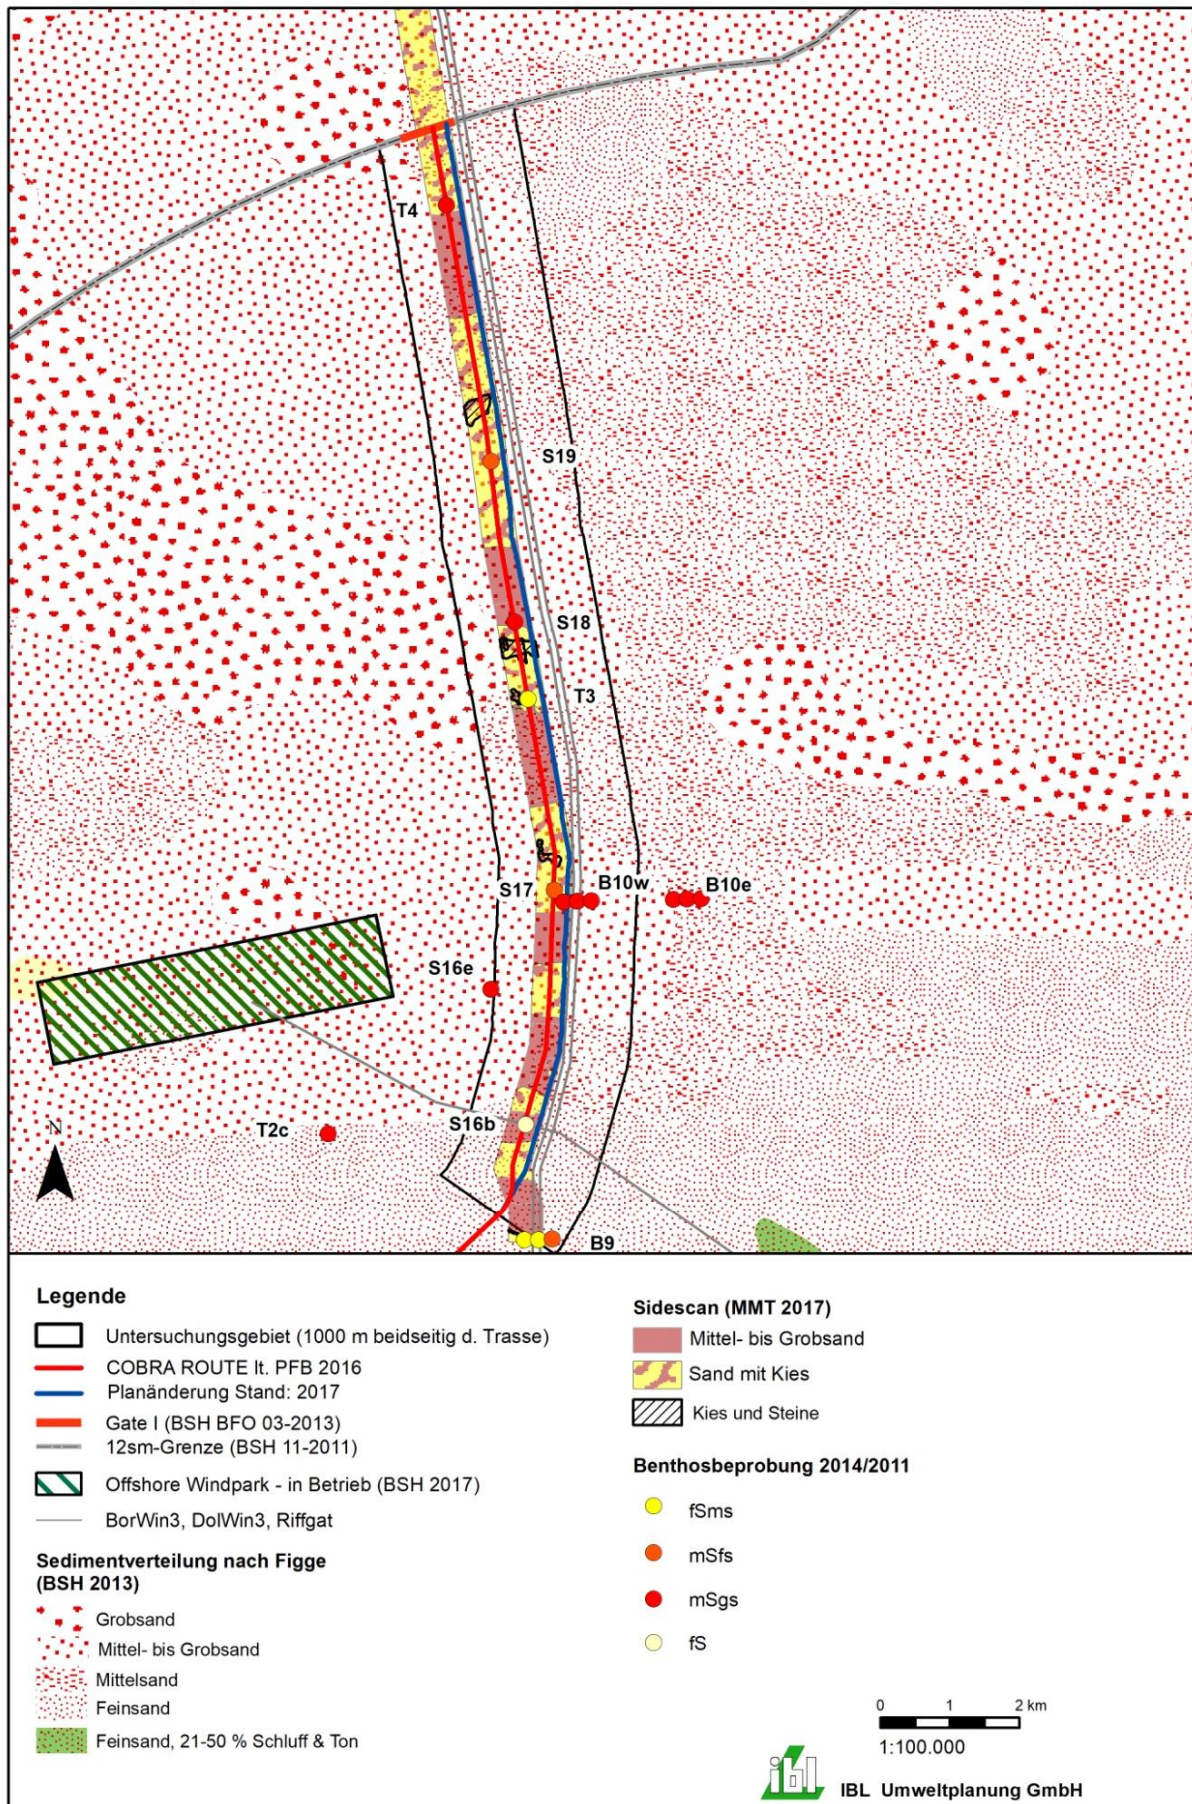 T4
S19
S18
T3
S17
B10w
B10e
S16e
S16b
T2c
N
B9
Legende
Untersuchungsgebiet (1000 m beidseitig d. Trasse)
COBRA ROUTE lt. PFB 2016
Planänderung Stand: 2017
Gate I (BSH BFO 03-2013)
12sm-Grenze (BSH 11-2011)
Offshore Windpark - in Betrieb (BSH 2017)
BorWin3, DolWin3, Riffgat
Sedimentverteilung nach Figge
(BSH 2013)
Grobsand
Mittel- bis Grobsand
Mittelsand
Feinsand
Feinsand, 21-50 % Schluff & Ton
Sidescan (MMT 2017)
Mittel- bis Grobsand
Sand mit Kies
Kies und Steine
Benthosbeprobung 2014/2011
fSms
mSfs
mSgs
fS
0 1 2 km
1:100.000
ibl IBL Umweltplanung GmbH